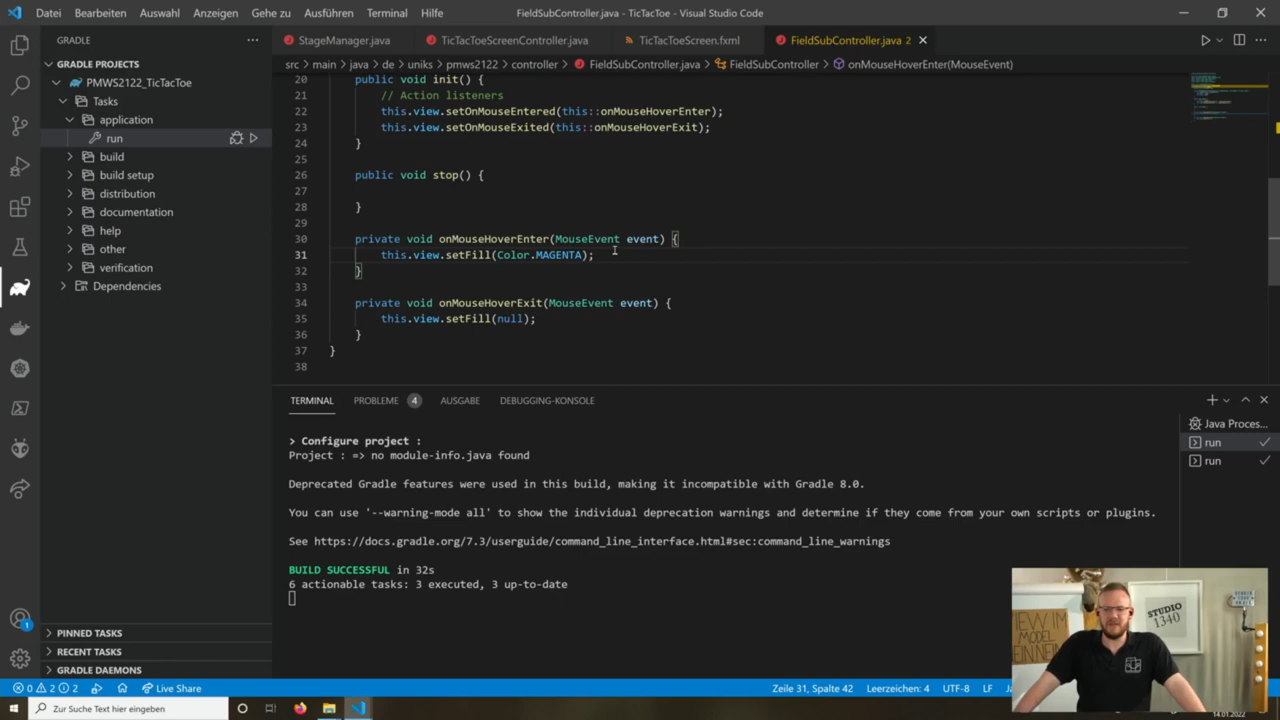 Datei Bearbeiten Auswahl Anzeigen Gehe zu Ausführen Terminal Hilfe
FieldSubController.java - TicTacToe - Visual Studio Code
GRADLE
StageManager.java
TicTacToeScreenController.java
TicTacToeScreen.fxml
FieldSubController.java 2
GRADLE PROJECTS
PMWS2122_TicTacToe
Tasks
application
run
build
build setup
distribution
documentation
help
other
verification
Dependencies
PINNED TASKS
RECENT TASKS
GRADLE DAEMONS
src > main > java > de > uniks > pmws2122 > controller > FieldSubController.java > FieldSubController > onMouseHoverEnter(MouseEvent)
20 public void init() {
21 // Action listeners
22 this.view.setOnMouseEntered(this::onMouseHoverEnter);
23 this.view.setOnMouseExited(this::onMouseHoverExit);
24 }
25
26 public void stop() {
27
28 }
29
30 private void onMouseHoverEnter(MouseEvent event) {
31 this.view.setFill(Color.MAGENTA);
32 }
33
34 private void onMouseHoverExit(MouseEvent event) {
35 this.view.setFill(null);
36 }
37 }
38
TERMINAL PROBLEME 4 AUSGABE DEBUGGING-KONSOLE
> Configure project :
Project : => no module-info.java found
Deprecated Gradle features were used in this build, making it incompatible with Gradle 8.0.
You can use '--warning-mode all' to show the individual deprecation warnings and determine if they come from your own scripts or plugins.
See https://docs.gradle.org/7.3/userguide/command_line_interface.html#sec:command_line_warnings
BUILD SUCCESSFUL in 32s
6 actionable tasks: 3 executed, 3 up-to-date
Java Proces...
run
run
VIEW IM
MODEL
NEIN
STUDIO
1340
0 2 2 Live Share
Zeile 31, Spalte 42 Leerzeichen: 4 UTF-8 LF
Zur Suche Text hier eingeben
14.01.2022